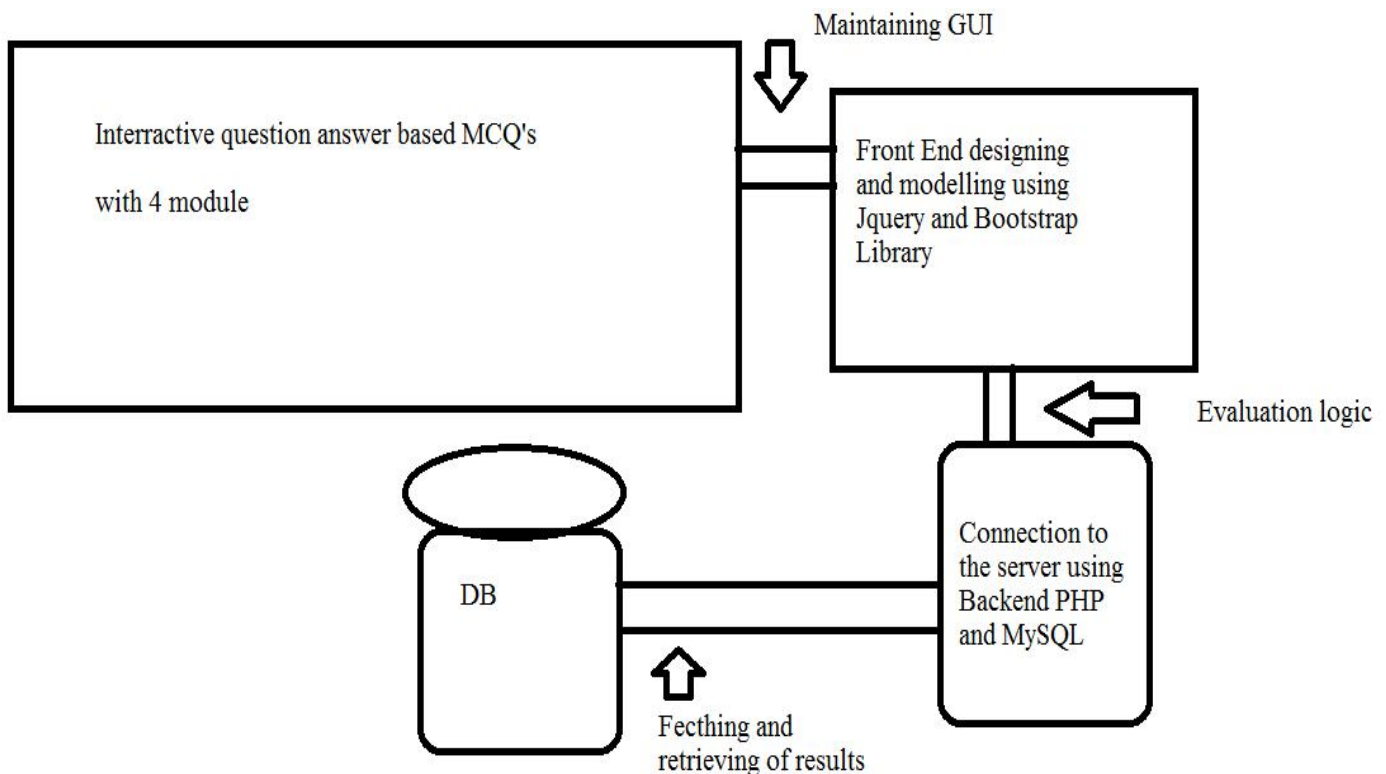 Maintaining GUI
Interractive question answer based MCQ's
with 4 module
Front End designing
and modelling using
Jquery and Bootstrap
Library
Evaluation logic
Connection to
the server using
Backend PHP
and MySQL
DB
Fecthing and
retrieving of results